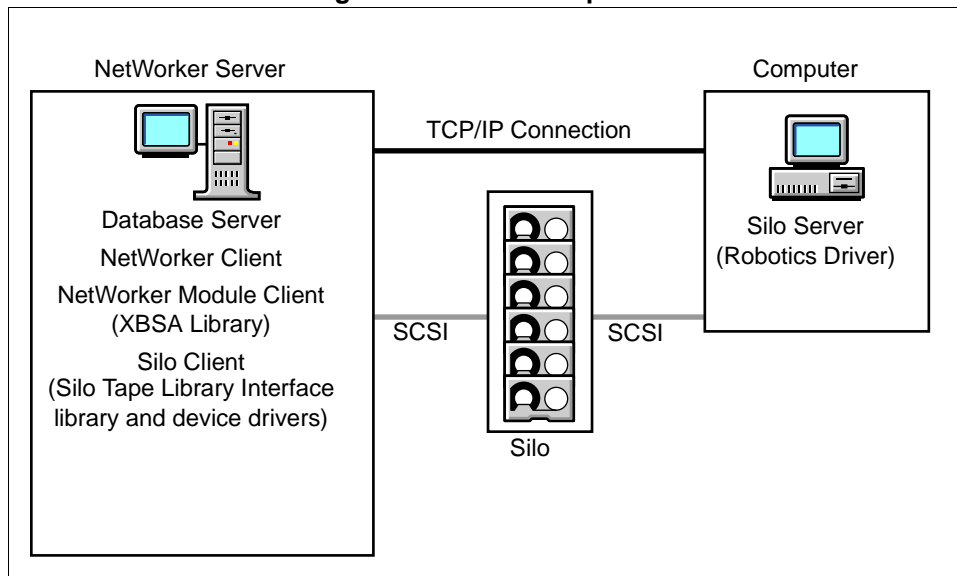 NetWorker Server
Computer
TCP/IP Connection
Database Server
NetWorker Client
NetWorker Module Client
(XBSA Library)
Silo Client
(Silo Tape Library Interface
library and device drivers)
SCSI
SCSI
Silo
Silo Server
(Robotics Driver)